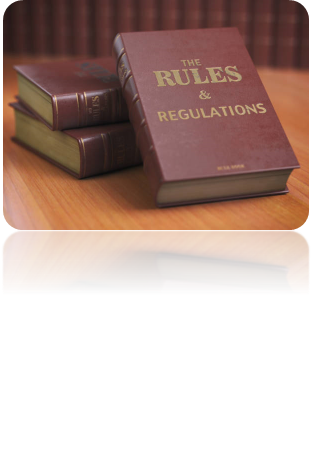 THE
RULES
&
REGULATIONS